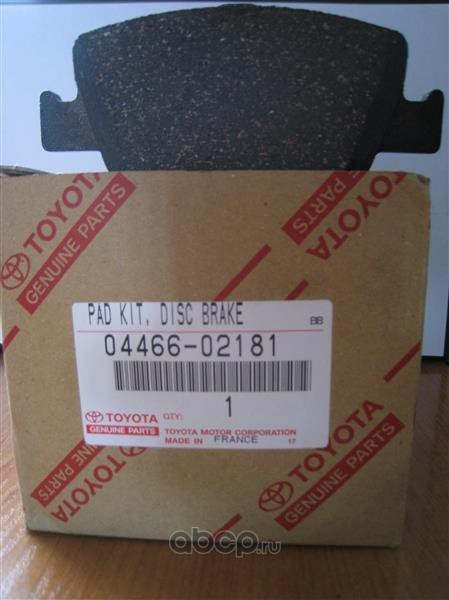 TOYOTA
GENUINE PARTS
TOYOTA
GENUINE PARTS
PAD KIT, DISC BRAKE
BB
04466-02181
TOYOTA QTY: 1
GENUINE PARTS TOYOTA MOTOR CORPORATION
MADE IN FRANCE 17
TOYOTA
GENUINE PARTS
TOYOTA
GENUINE PARTS
abcp.ru